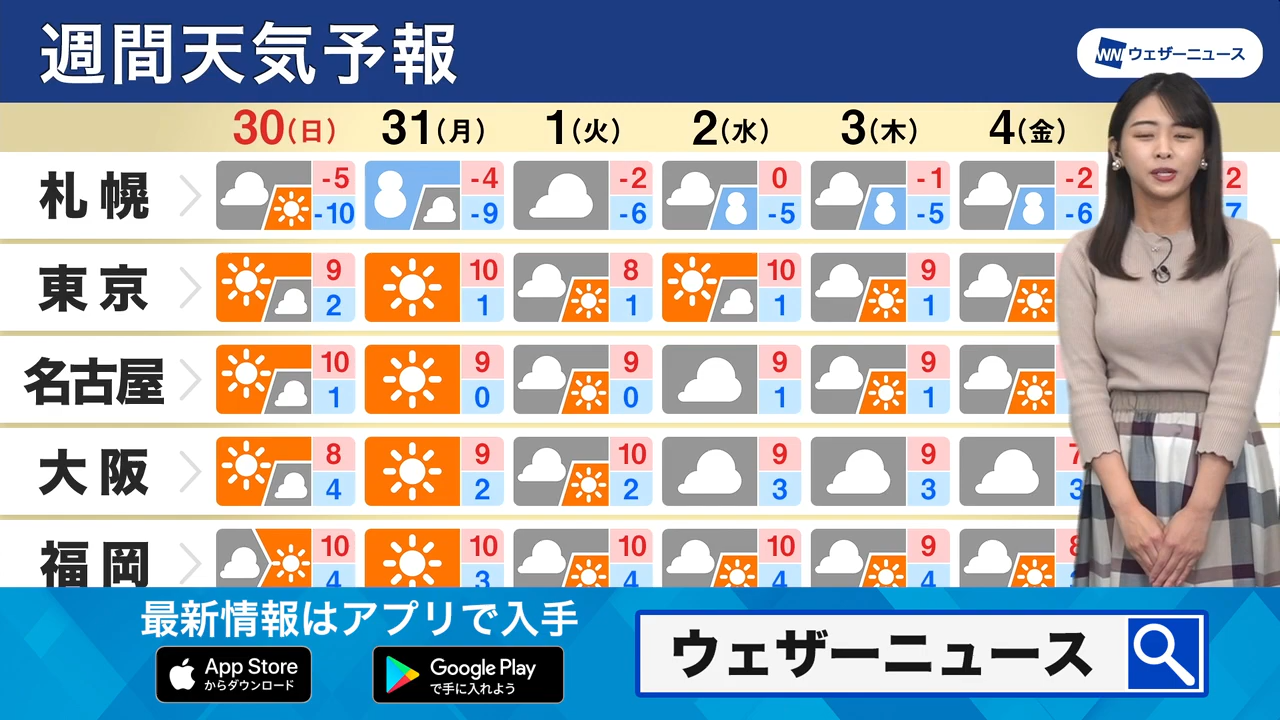 週間天気予報
WNI ウェザーニュース
30(日) 31(月) 1(火) 2(水) 3(木) 4(金)
札幌 -5 -10 -4 -9 -2 -6 0 -5 -1 -5 -2 -6 2 7
東京 9 2 10 1 8 1 10 1 9 1
名古屋 10 1 9 0 9 0 9 1 9 1
大阪 8 4 9 2 10 2 9 3 9 3 7 3
福岡 10 4 10 3 10 4 10 4 9 4 8
最新情報はアプリで入手
App Store
からダウンロード
Google Play
で手に入れよう
ウェザーニュース